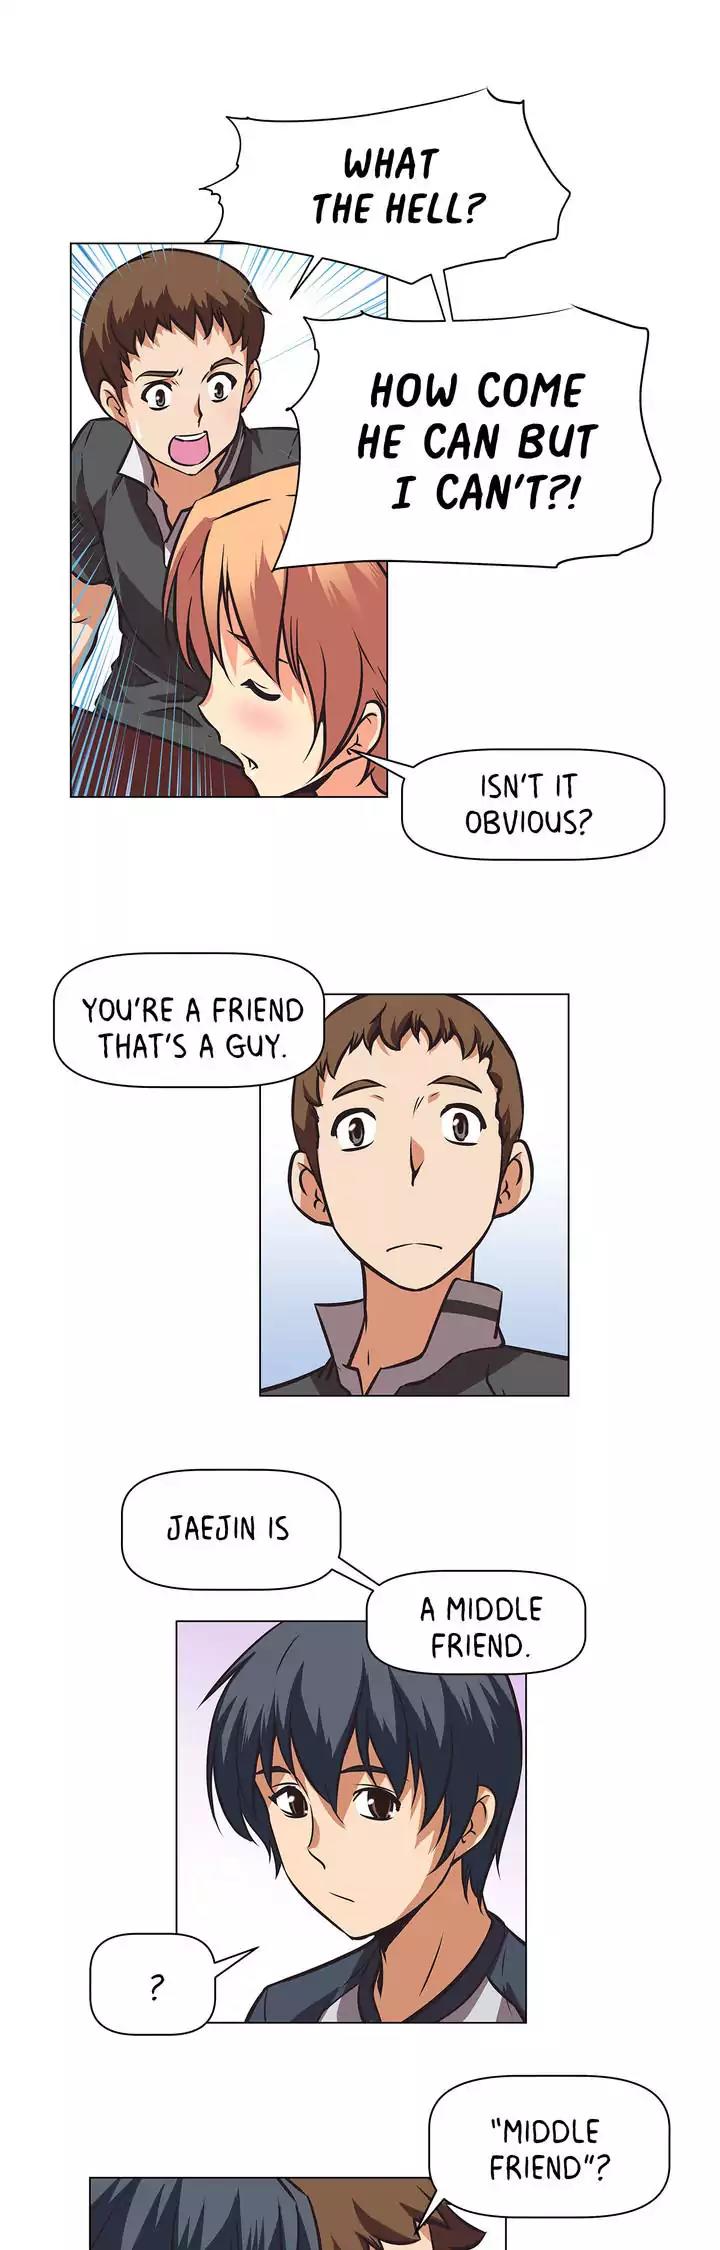 WHAT
THE HELL?
HOW COME
HE CAN BUT
I CAN'T?!
ISN'T IT
OBVIOUS?
YOU'RE A FRIEND
THAT'S A GUY.
JAEJIN IS
A MIDDLE
FRIEND.
?
"MIDDLE
FRIEND"?